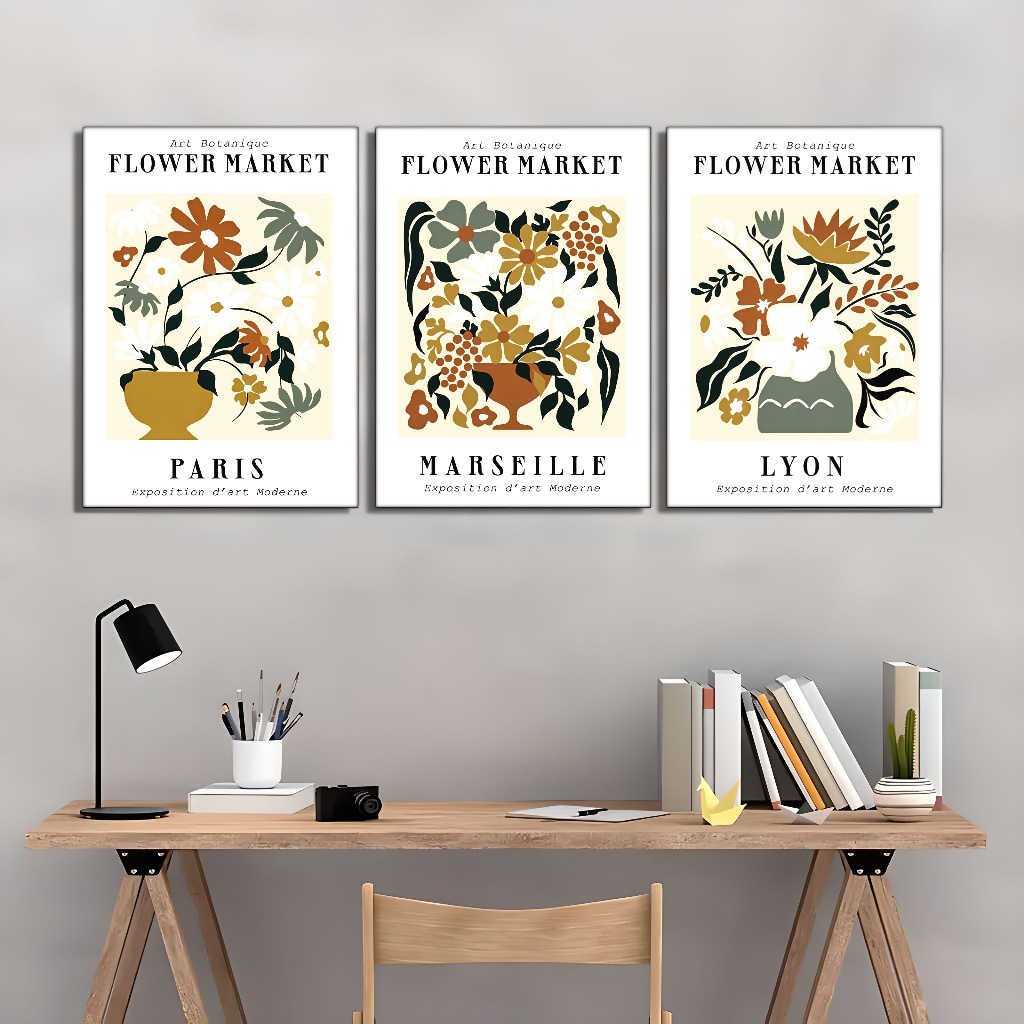 Art Botanique
FLOWER MARKET
PARIS
Exposition d'art Moderne
Art Botanique
FLOWER MARKET
MARSEILLE
Exposition d'art Moderne
Art Botanique
FLOWER MARKET
LYON
Exposition d'art Moderne